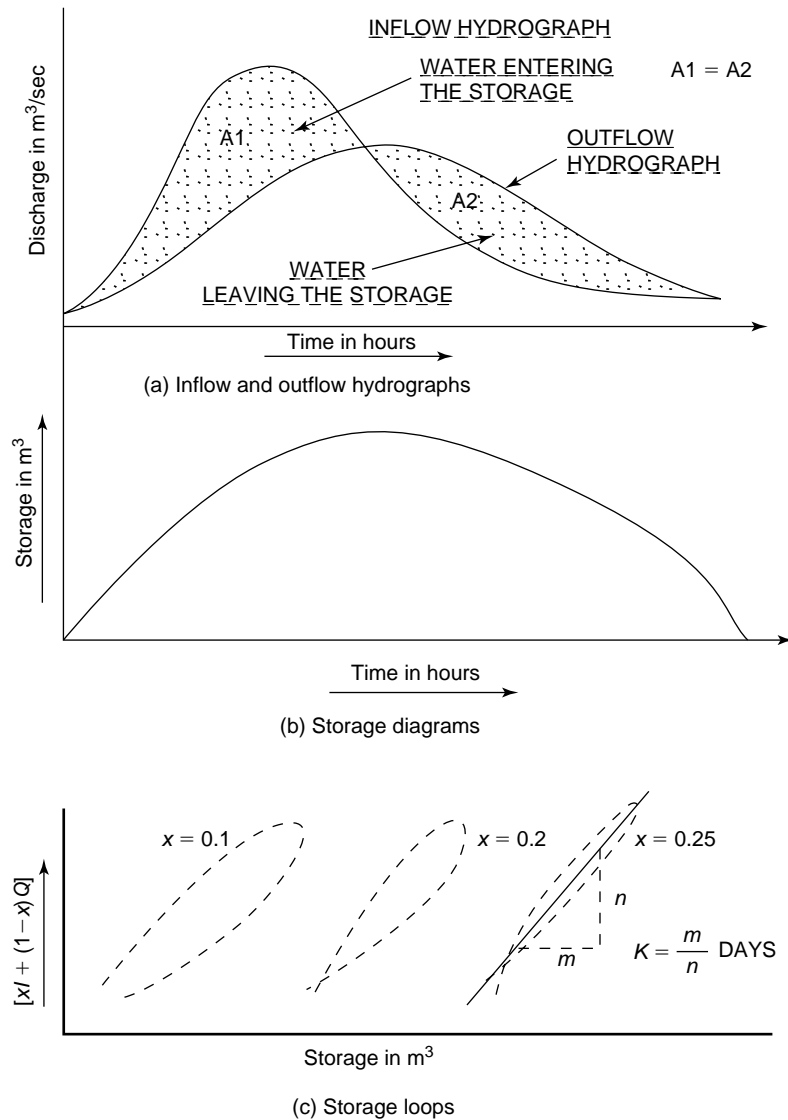 INFLOW HYDROGRAPH
WATER ENTERING
THE STORAGE
A1 = A2
A1
OUTFLOW
HYDROGRAPH
A2
WATER
LEAVING THE STORAGE
Discharge in m³/sec
Time in hours
(a) Inflow and outflow hydrographs
Storage in m³
Time in hours
(b) Storage diagrams
[xI + (1 – x) Q]
x = 0.1
x = 0.2
x = 0.25
n
m
K = m/n DAYS
Storage in m³
(c) Storage loops